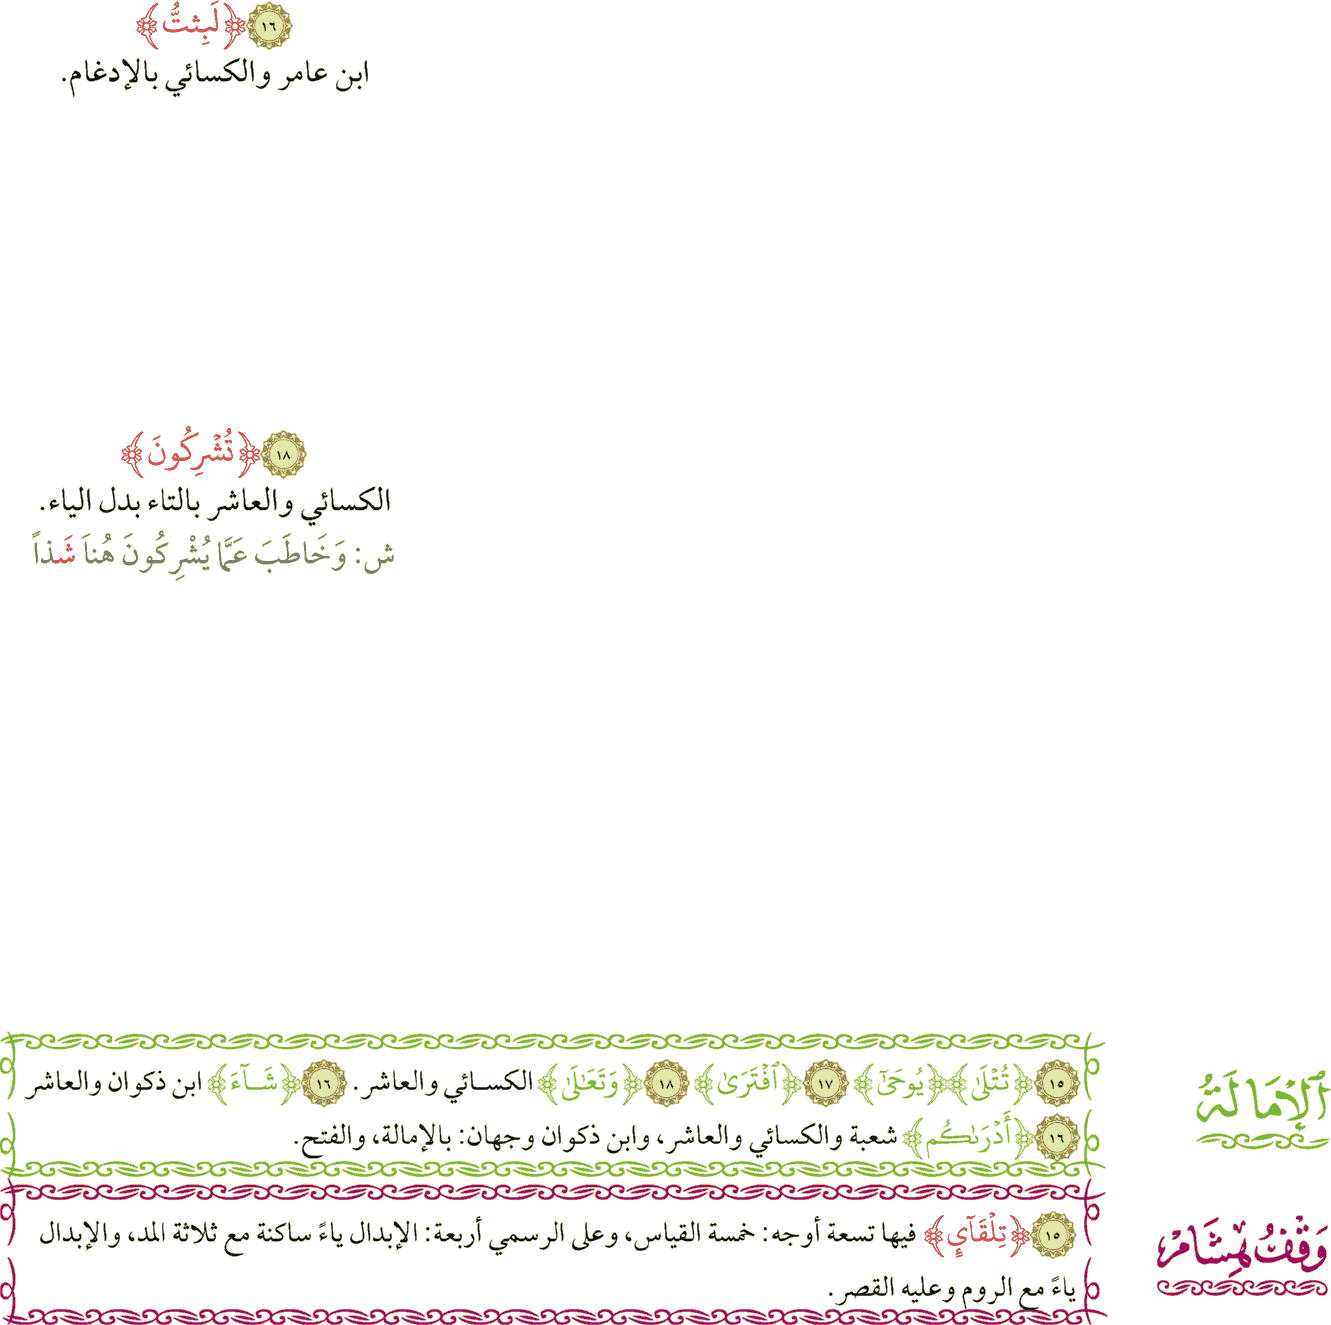 ١٦ ﴿لَبِثتُّ﴾
ابن عامر والكسائي بالإدغام.
١٨ ﴿تُشْرِكُونَ﴾
الكسائي والعاشر بالتاء بدل الياء.
ش: وَخَاطَبَ عَمَّا يُشْرِكُونَ هُنَا شَذاً
ٱلْإِمَالَةُ
١٥ ﴿تُتْلَىٰ﴾ ﴿يُوحَىٰٓ﴾ ١٧ ﴿ٱفْتَرَىٰ﴾ ١٨ ﴿وَتَعَٰلَىٰ﴾ الكسائي والعاشر. ١٦ ﴿شَآءَ﴾ ابن ذكوان والعاشر
١٦ ﴿أَدْرَىٰكُم﴾ شعبة والكسائي والعاشر، وابن ذكوان وجهان: بالإمالة، والفتح.
وَقْفُ هِشَامٍ
١٥ ﴿تِلْقَآيِٕ﴾ فيها تسعة أوجه: خمسة القياس، وعلى الرسمي أربعة: الإبدال ياءً ساكنة مع ثلاثة المد، والإبدال
ياءً مع الروم وعليه القصر.